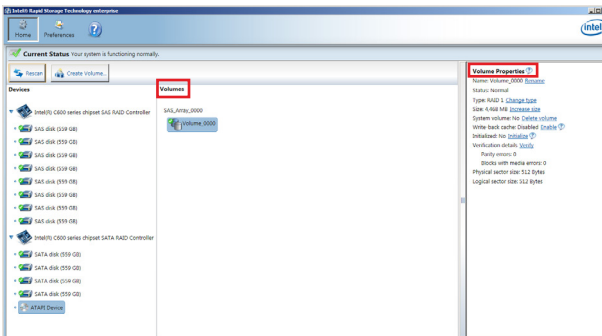 Intel® Rapid Storage Technology enterprise
Home
Preferences
intel
Current Status Your system is functioning normally.
Rescan
Create Volume...
Devices
Intel(R) C600 series chipset SAS RAID Controller
SAS disk (559 GB)
SAS disk (559 GB)
SAS disk (559 GB)
SAS disk (559 GB)
SAS disk (559 GB)
SAS disk (559 GB)
SAS disk (559 GB)
SAS disk (559 GB)
Intel(R) C600 series chipset SATA RAID Controller
SATA disk (559 GB)
SATA disk (559 GB)
SATA disk (559 GB)
SATA disk (559 GB)
ATAPI Device
Volumes
SAS_Array_0000
Volume_0000
Volume Properties
Name: Volume_0000 Rename
Status: Normal
Type: RAID 1 Change type
Size: 4,468 MB Increase size
System volume: No Delete volume
Write back cache: Disabled Enable
Initialized: No Initialize
Verification details Verify
Parity errors: 0
Blocks with media errors: 0
Physical sector size: 512 Bytes
Logical sector size: 512 Bytes